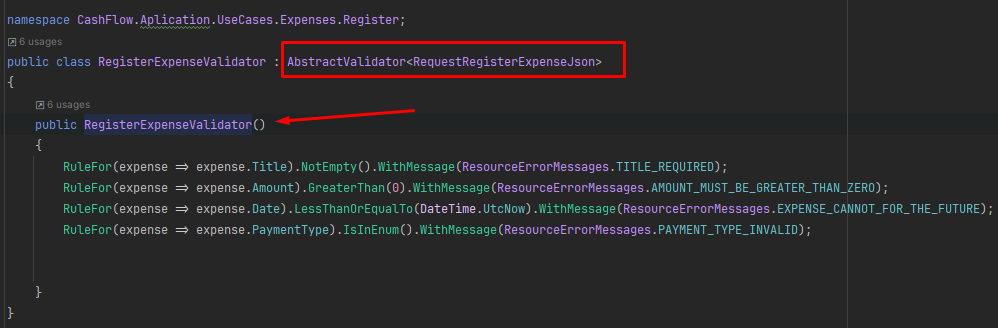 namespace CashFlow.Aplication.UseCases.Expenses.Register;
6 usages
public class RegisterExpenseValidator : AbstractValidator<RequestRegisterExpenseJson>
{
6 usages
public RegisterExpenseValidator()
{
RuleFor(expense => expense.Title).NotEmpty().WithMessage(ResourceErrorMessages.TITLE_REQUIRED);
RuleFor(expense => expense.Amount).GreaterThan(0).WithMessage(ResourceErrorMessages.AMOUNT_MUST_BE_GREATER_THAN_ZERO);
RuleFor(expense => expense.Date).LessThanOrEqualTo(DateTime.UtcNow).WithMessage(ResourceErrorMessages.EXPENSE_CANNOT_FOR_THE_FUTURE);
RuleFor(expense => expense.PaymentType).IsInEnum().WithMessage(ResourceErrorMessages.PAYMENT_TYPE_INVALID);
}
}